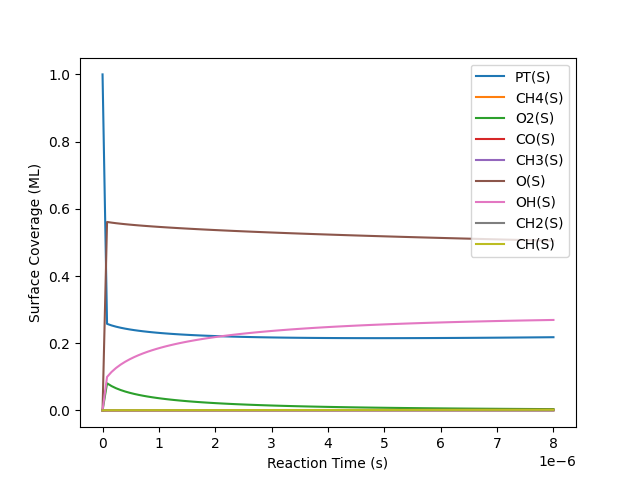 1.0
0.8
0.6
0.4
0.2
0.0
Surface Coverage (ML)
PT(S)
CH4(S)
O2(S)
CO(S)
CH3(S)
O(S)
OH(S)
CH2(S)
CH(S)
0 1 2 3 4 5 6 7 8
1e−6
Reaction Time (s)